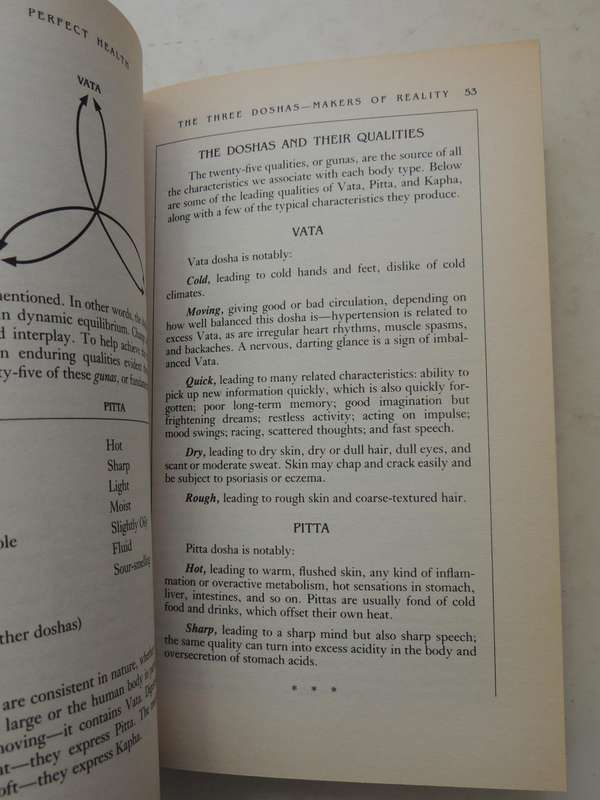 PERFECT HEALTH
VATA
mentioned. In other words, the
in dynamic equilibrium.
interplay. To help achieve
n enduring qualities evident
ty-five of these gunas, or
PITTA
Hot
Sharp
Light
Moist
Slightly Oily
Fluid
Sour-smelling
ther doshas)
are consistent in nature,
large or the human body
moving—it contains Vata.
at—they express Pitta. The
oft—they express Kapha.
THE THREE DOSHAS—MAKERS OF REALITY 53
THE DOSHAS AND THEIR QUALITIES
The twenty-five qualities, or gunas, are the source of all
the characteristics we associate with each body type. Below
are some of the leading qualities of Vata, Pitta, and Kapha,
along with a few of the typical characteristics they produce.
VATA
Vata dosha is notably:
Cold, leading to cold hands and feet, dislike of cold
climates.
Moving, giving good or bad circulation, depending on
how well balanced this dosha is—hypertension is related to
excess Vata, as are irregular heart rhythms, muscle spasms,
and backaches. A nervous, darting glance is a sign of imbal-
anced Vata.
Quick, leading to many related characteristics: ability to
pick up new information quickly, which is also quickly for-
gotten; poor long-term memory; good imagination but
frightening dreams; restless activity; acting on impulse;
mood swings; racing, scattered thoughts; and fast speech.
Dry, leading to dry skin, dry or dull hair, dull eyes, and
scant or moderate sweat. Skin may chap and crack easily and
be subject to psoriasis or eczema.
Rough, leading to rough skin and coarse-textured hair.
PITTA
Pitta dosha is notably:
Hot, leading to warm, flushed skin, any kind of inflam-
mation or overactive metabolism, hot sensations in stomach,
liver, intestines, and so on. Pittas are usually fond of cold
food and drinks, which offset their own heat.
Sharp, leading to a sharp mind but also sharp speech;
the same quality can turn into excess acidity in the body and
oversecretion of stomach acids.
* * *